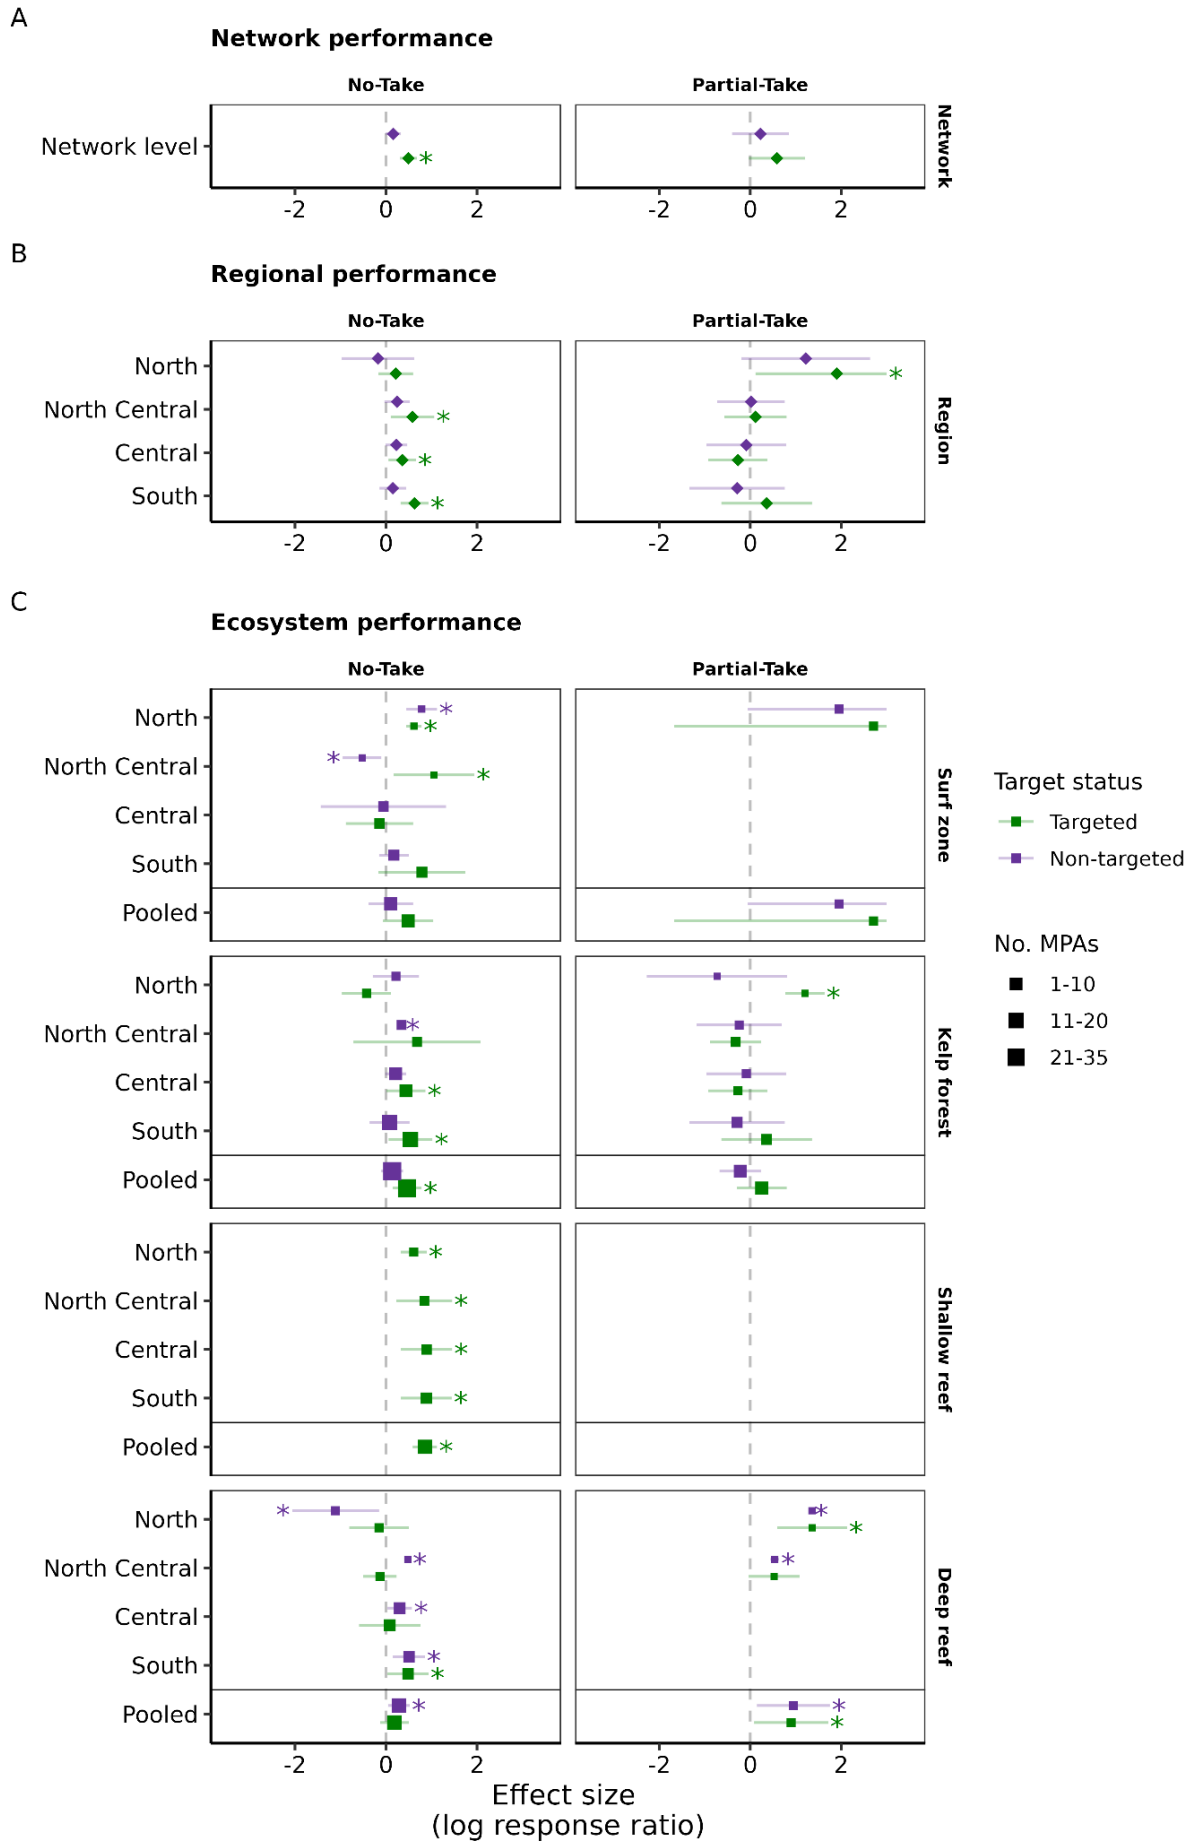 A
Network performance
No-Take Partial-Take
Network level
Network
-2 0 2 -2 0 2
B
Regional performance
No-Take Partial-Take
North
North Central
Central
South
Region
-2 0 2 -2 0 2
C
Ecosystem performance
No-Take Partial-Take
North
North Central
Central
South
Pooled
Surf zone
North
North Central
Central
South
Pooled
Kelp forest
North
North Central
Central
South
Pooled
Shallow reef
North
North Central
Central
South
Pooled
Deep reef
-2 0 2 -2 0 2
Effect size
(log response ratio)
Target status
Targeted
Non-targeted
No. MPAs
1-10
11-20
21-35